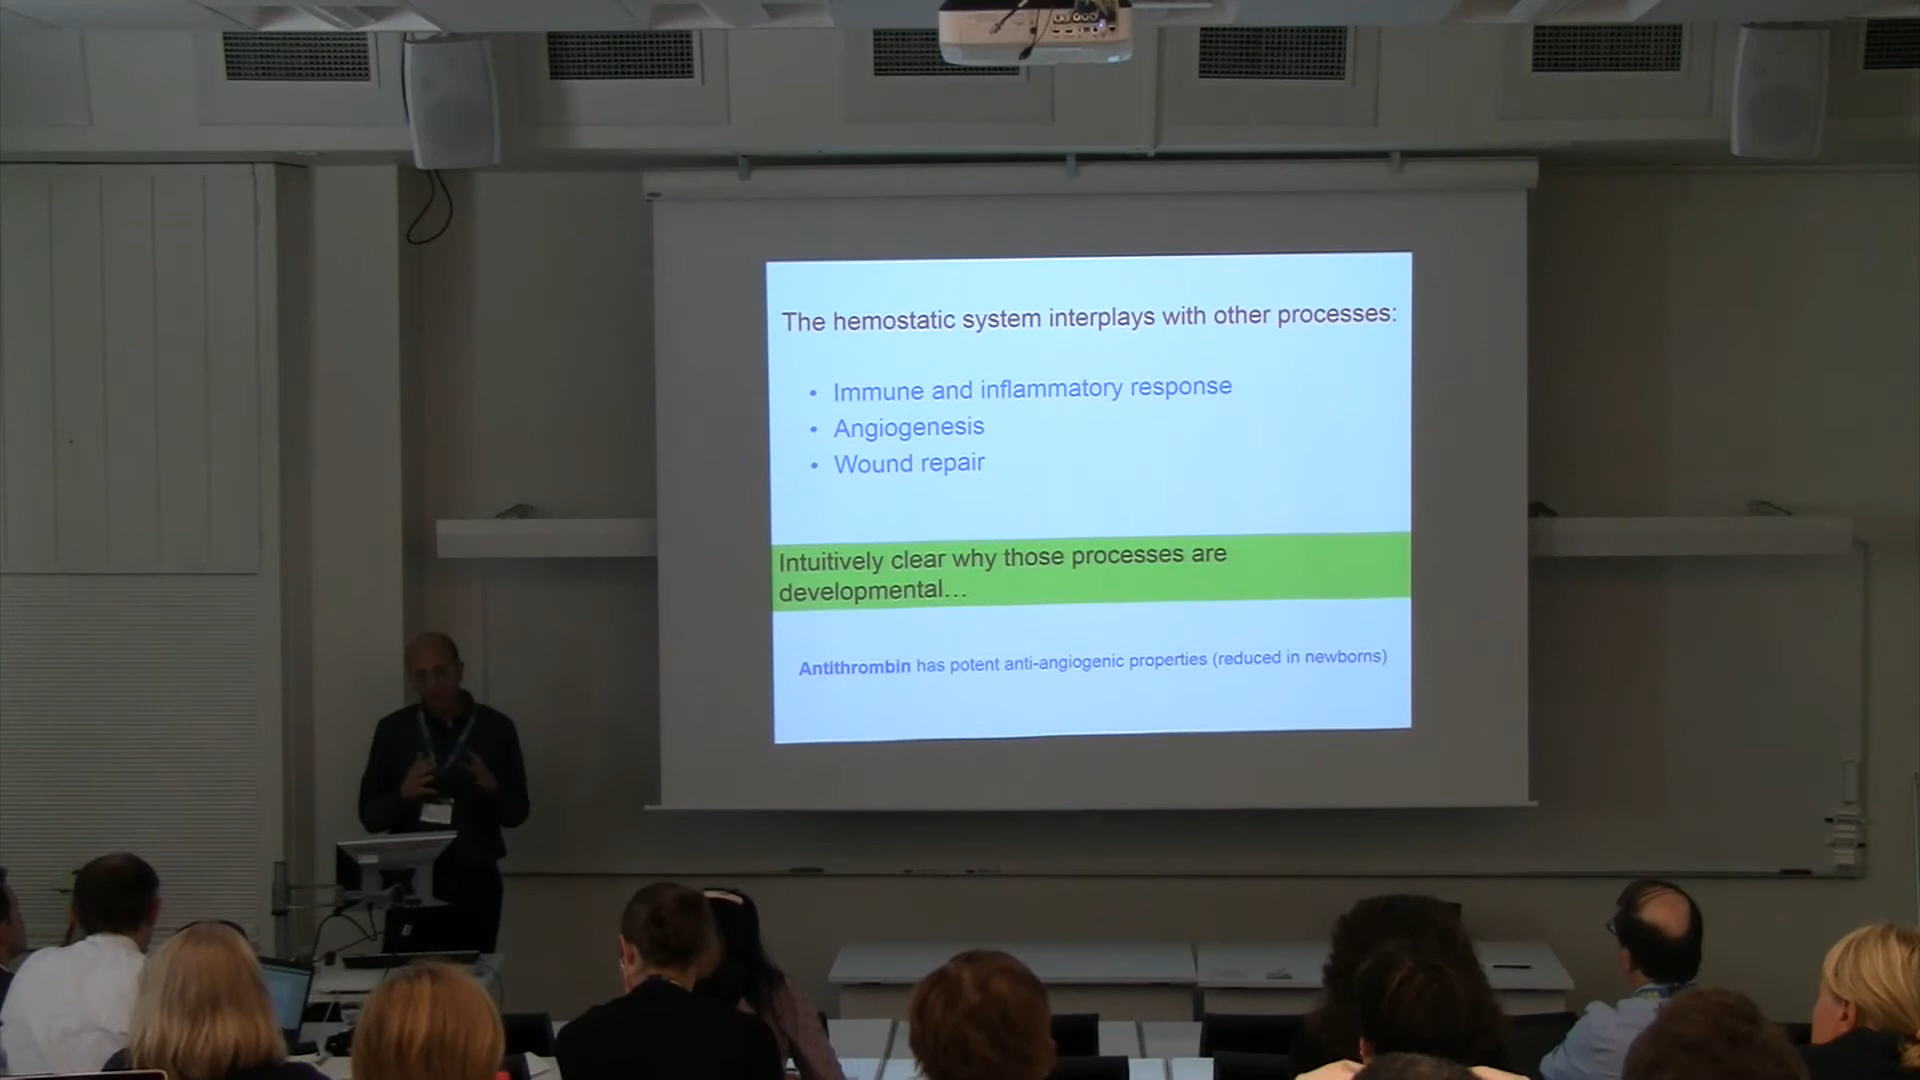 The hemostatic system interplays with other processes:
• Immune and inflammatory response
• Angiogenesis
• Wound repair
Intuitively clear why those processes are
developmental…
Antithrombin has potent anti-angiogenic properties (reduced in newborns)